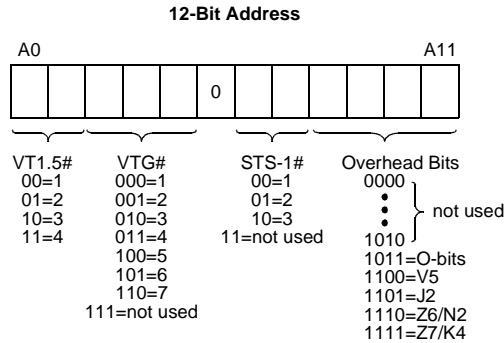 12-Bit Address
A0 A11
0
VT1.5# VTG# STS-1# Overhead Bits
00=1 000=1 00=1 0000
01=2 001=2 01=2
10=3 010=3 10=3 not used
11=4 011=4 11=not used 1010
100=5 1011=O-bits
101=6 1100=V5
110=7 1101=J2
111=not used 1110=Z6/N2
1111=Z7/K4